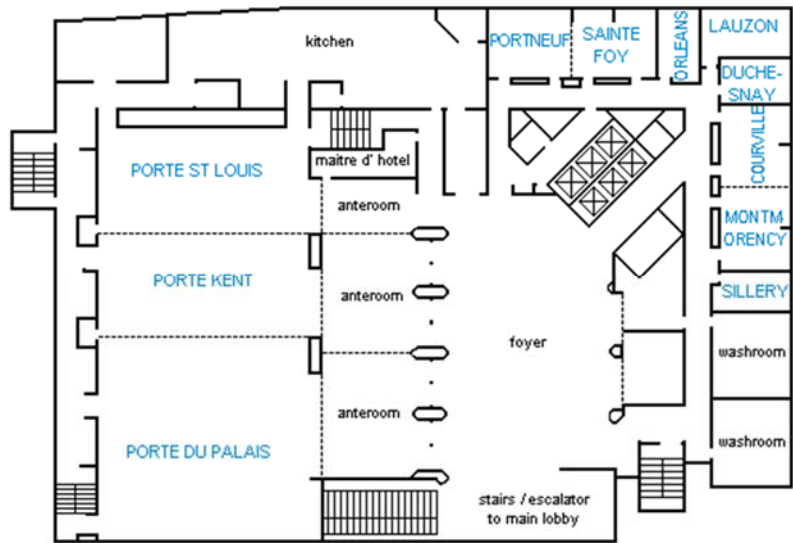 kitchen
PORTNEUF
SAINTE
FOY
ORLEANS
LAUZON
DUCHE-
SNAY
COURVILLE
PORTE ST LOUIS
maitre d' hotel
anteroom
MONTM
ORENCY
PORTE KENT
anteroom
SILLERY
foyer
washroom
anteroom
PORTE DU PALAIS
washroom
stairs / escalator
to main lobby